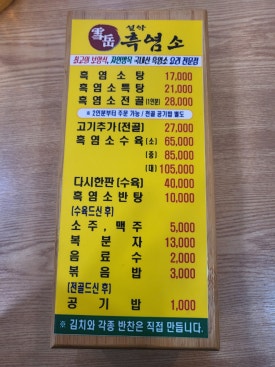 雪岳 설악 흑염소
최고의 보양식, 자연방목 국내산 흑염소 요리 전문점
흑염소탕 17,000
흑염소특탕 21,000
흑염소전골(1인분) 28,000
※ 2인분부터 주문 가능 / 전골 공기밥 별도
고기추가(전골) 27,000
흑염소수육 (소) 65,000
(중) 85,000
(대) 105,000
다시한판(수육) 40,000
흑염소반탕 10,000
(수육드신 후)
소주, 맥주 5,000
복분자 13,000
음료수 2,000
볶음밥 3,000
(전골드신 후)
공기밥 1,000
※ 김치와 각종 반찬은 직접 만듭니다.